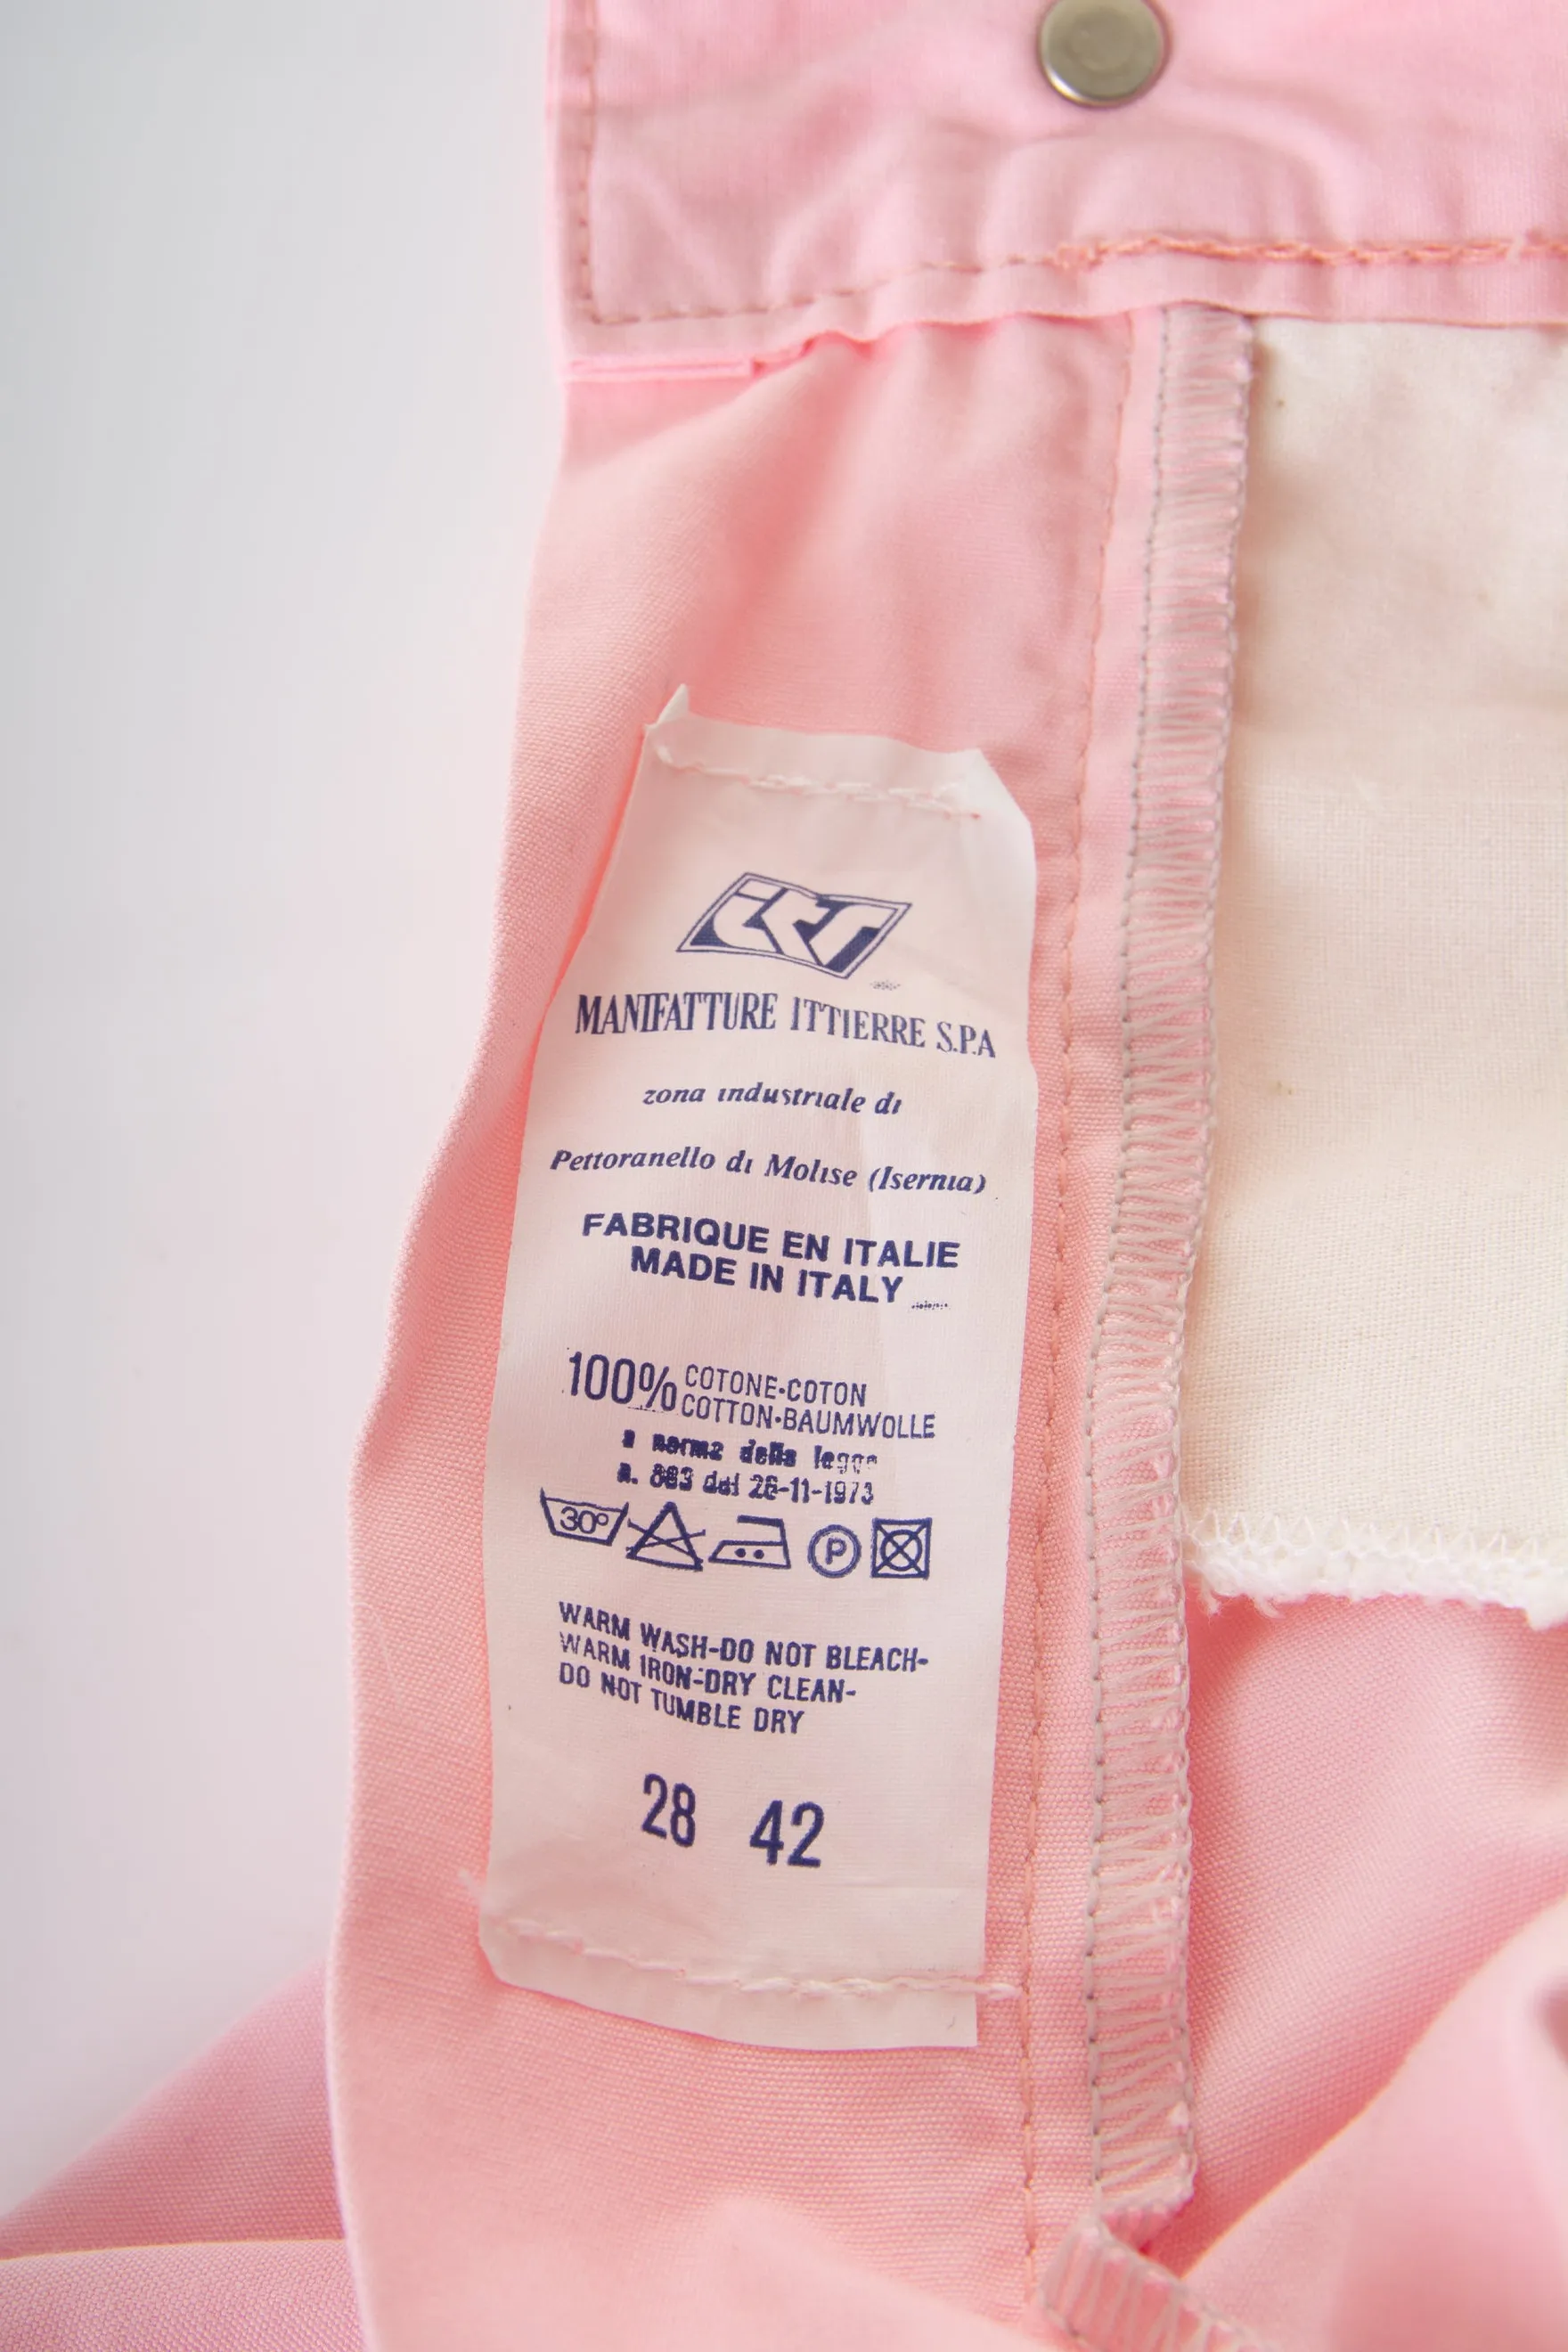 MANIFATTURE ITTIERRE S.P.A
zona industriale di
Pettoranello di Molise (Isernia)
FABRIQUE EN ITALIE
MADE IN ITALY
100% COTONE-COTON
COTTON-BAUMWOLLE
a norma della legge
n. 883 del 26-11-1973
30°
P
WARM WASH-DO NOT BLEACH-
WARM IRON-DRY CLEAN-
DO NOT TUMBLE DRY
28 42